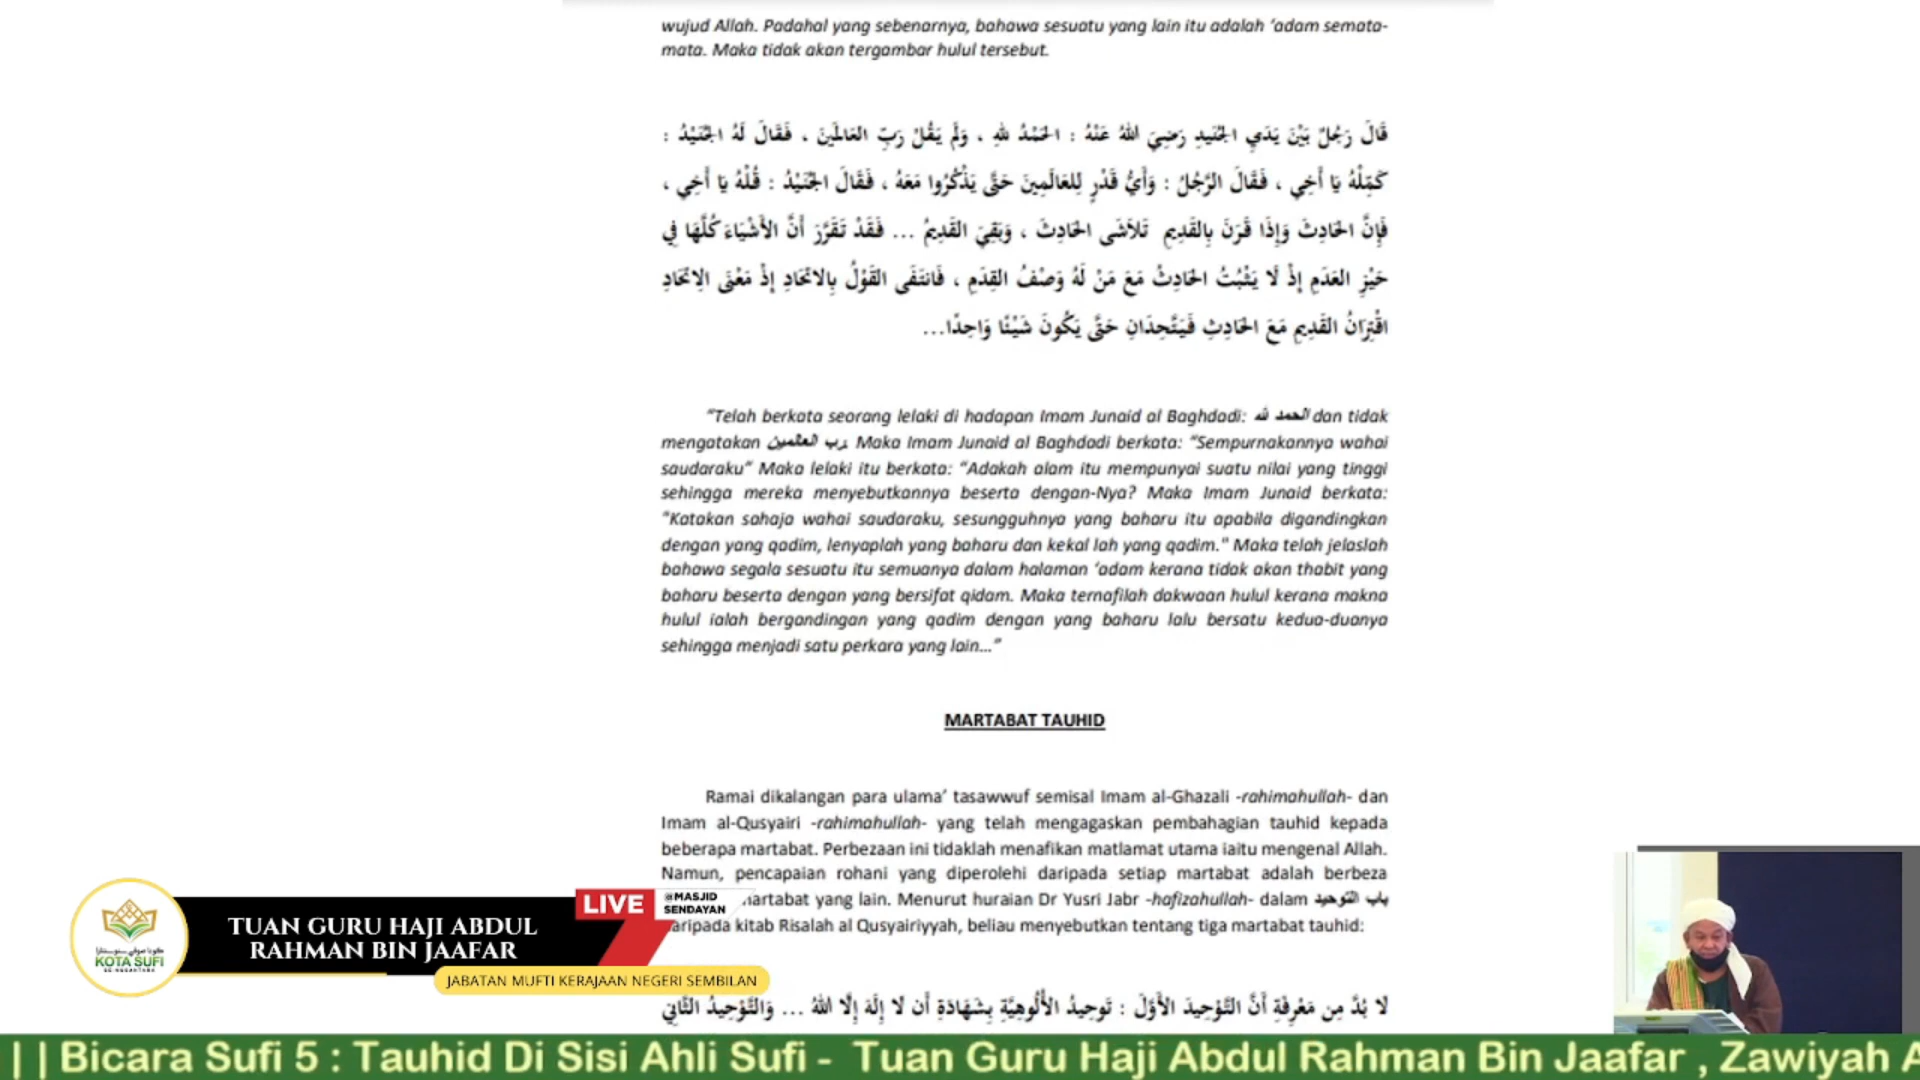 wujud Allah. Padahal yang sebenarnya, bahawa sesuatu yang lain itu adalah ‘adam semata-
mata. Maka tidak akan tergambar hulul tersebut.
قَالَ رَجُلٌ بَيْنَ يَدَيِ الجُنَيدِ رَضِيَ اللهُ عَنْهُ : الحَمْدُ للهِ ، وَلَمْ يَقُلْ رَبِّ العَالَمِيْنَ ، فَقَالَ لَهُ الجُنَيْدُ :
كَمِّلْهُ يَا أَخِي ، فَقَالَ الرَّجُلُ : وَأَيُّ قَدْرٍ لِلعَالَمِينَ حَتَّى يَذْكُرُوا مَعَهُ ، فَقَالَ الجُنَيْدُ : قُلْهُ يَا أَخِي ،
فَإِنَّ الحَادِثَ وَإِذَا قَرَنَ بِالقَدِيمِ تَلَاشَى الحَادِثَ ، وَبَقِيَ القَدِيمُ ... فَقَدْ تَقَرَّرَ أَنَّ الأَشْيَاءَ كُلَّهَا فِي
حَيْزِ العَدَمِ إِذْ لَا يَثْبُتُ الحَادِثُ مَعَ مَنْ لَهُ وَصْفُ القِدَمِ ، فَانتَفَى القَوْلُ بِالاتِّحَادِ إِذْ مَعْنَى الِاتِّحَادِ
اقْتِرَانُ القَدِيمِ مَعَ الحَادِثِ فَيَتَّحِدَانِ حَتَّى يَكُونَ شَيْئًا وَاحِدًا...
“Telah berkata seorang lelaki di hadapan Imam Junaid al Baghdadi: الحمد لله dan tidak
mengatakan رب العالمين. Maka Imam Junaid al Baghdadi berkata: “Sempurnakannya wahai
saudaraku” Maka lelaki itu berkata: “Adakah alam itu mempunyai suatu nilai yang tinggi
sehingga mereka menyebutkannya beserta dengan-Nya? Maka Imam Junaid berkata:
“Katakan sahaja wahai saudaraku, sesungguhnya yang baharu itu apabila digandingkan
dengan yang qadim, lenyaplah yang baharu dan kekal lah yang qadim." Maka telah jelaslah
bahawa segala sesuatu itu semuanya dalam halaman ‘adam kerana tidak akan thabit yang
baharu beserta dengan yang bersifat qidam. Maka ternafilah dakwaan hulul kerana makna
hulul ialah bergandingan yang qadim dengan yang baharu lalu bersatu kedua-duanya
sehingga menjadi satu perkara yang lain...”
MARTABAT TAUHID
Ramai dikalangan para ulama’ tasawwuf semisal Imam al-Ghazali -rahimahullah- dan
Imam al-Qusyairi -rahimahullah- yang telah mengagaskan pembahagian tauhid kepada
beberapa martabat. Perbezaan ini tidaklah menafikan matlamat utama iaitu mengenal Allah.
Namun, pencapaian rohani yang diperolehi daripada setiap martabat adalah berbeza
martabat yang lain. Menurut huraian Dr Yusri Jabr -hafizahullah- dalam باب التوحيد
daripada kitab Risalah al Qusyairiyyah, beliau menyebutkan tentang tiga martabat tauhid:
لَا بُدَّ مِن مَعْرِفَةِ أَنَّ التَّوْحِيدَ الأَوَّلَ : تَوحِيدُ الأُلُوهِيَّةِ بِشَهَادَةِ أَن لَا إِلَهَ إِلَّا اللهُ ... وَالتَّوْحِيدُ الثَّانِي
KOTA SUFI
TUAN GURU HAJI ABDUL
RAHMAN BIN JAAFAR
LIVE
@MASJID
SENDAYAN
JABATAN MUFTI KERAJAAN NEGERI SEMBILAN
| | Bicara Sufi 5 : Tauhid Di Sisi Ahli Sufi - Tuan Guru Haji Abdul Rahman Bin Jaafar , Zawiyah A